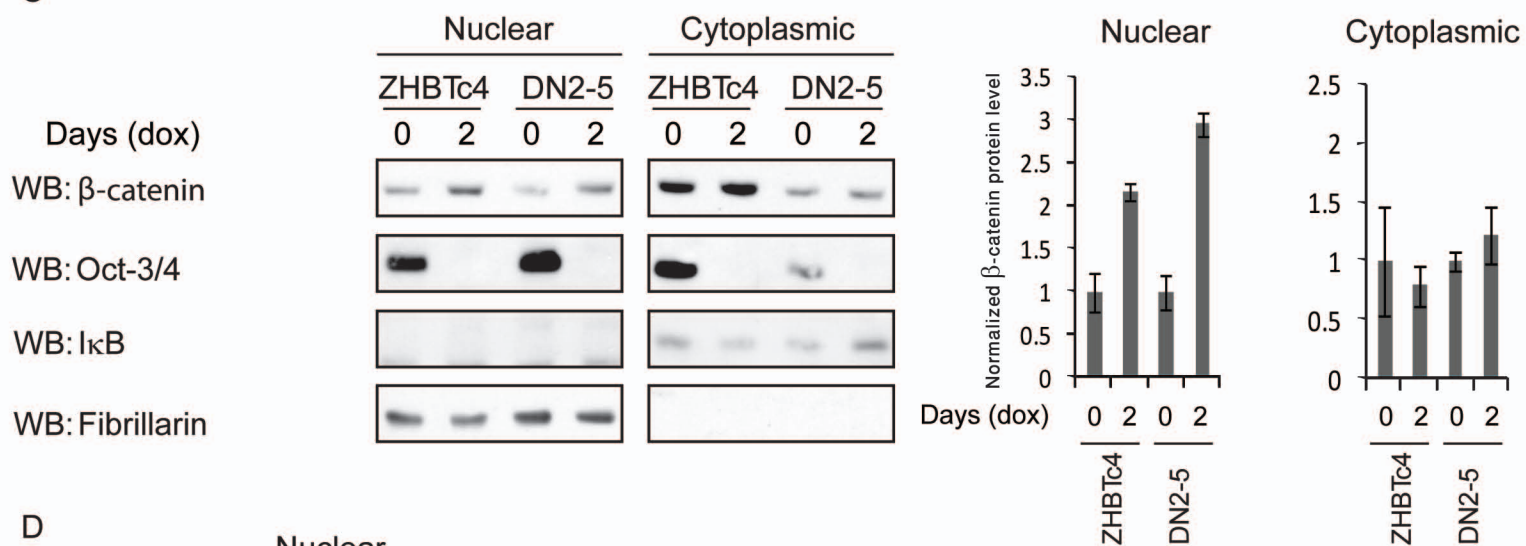 Nuclear Cytoplasmic
ZHBTc4 DN2-5 ZHBTc4 DN2-5
Days (dox) 0 2 0 2 0 2 0 2
WB: β-catenin
WB: Oct-3/4
WB: IκB
WB: Fibrillarin
Nuclear
Normalized β-catenin protein level
3.5
3
2.5
2
1.5
1
0.5
0
Days (dox) 0 2 0 2
ZHBTc4 DN2-5
Cytoplasmic
2.5
2
1.5
1
0.5
0
0 2 0 2
ZHBTc4 DN2-5
D
Nuclear